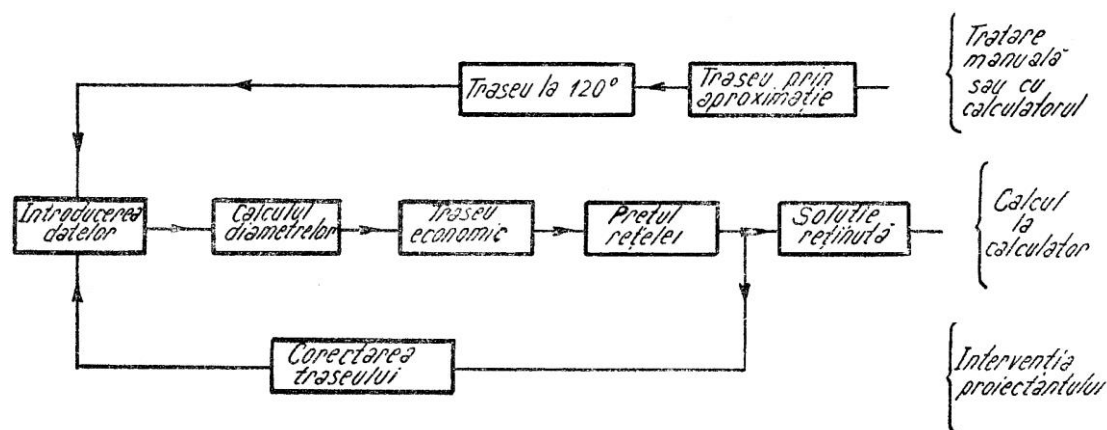 Traseu la 120°
Traseu prin
aproximație
Tratare
manuală
sau cu
calculatorul
Introducerea
datelor
Calculul
diametrelor
Traseu
economic
Prețul
rețelei
Soluție
reținută
Calcul
la
calculator
Corectarea
traseului
Intervenția
proiectantului